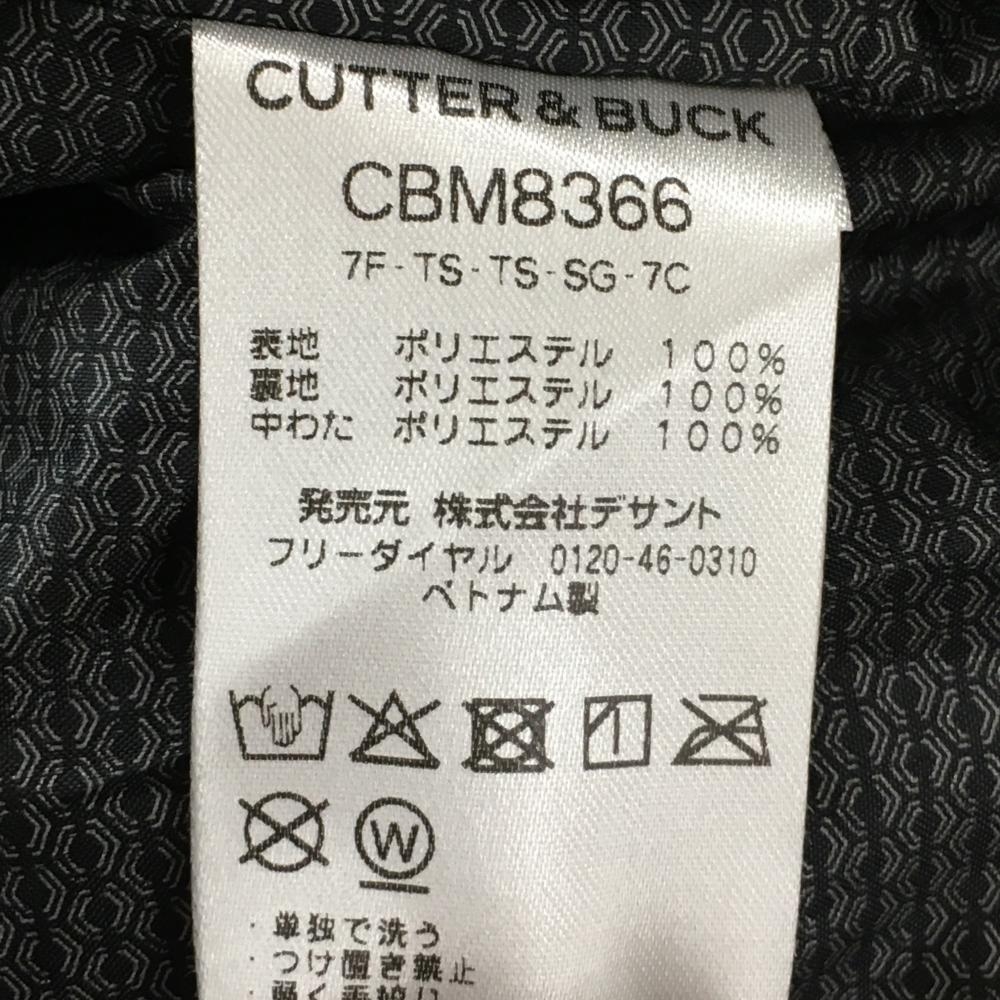 CUTTER & BUCK
CBM8366
7F-TS-TS-SG-7C
表地 ポリエステル 100%
裏地 ポリエステル 100%
中わた ポリエステル 100%
発売元 株式会社デサント
フリーダイヤル 0120-46-0310
ベトナム製
W
・単独で洗う
・つけ置き禁止